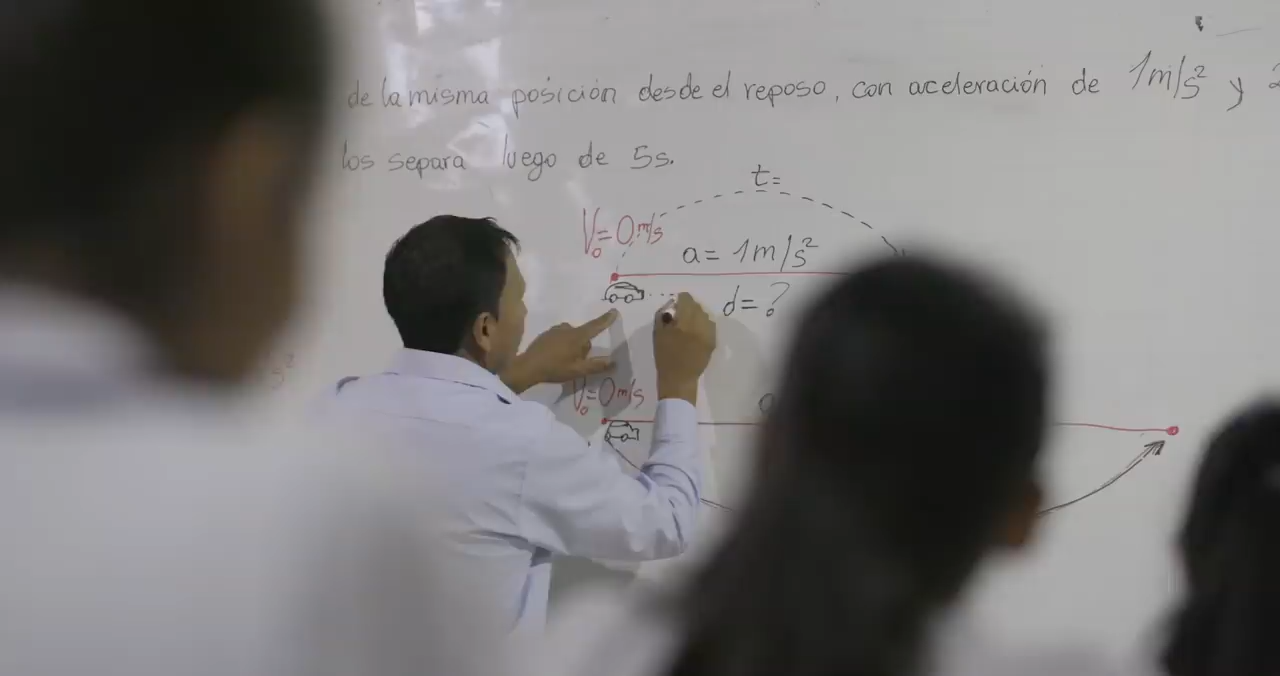 de la misma posición desde el reposo, con aceleración de 1m/s² y 2
los separa luego de 5s.
t=
V₀=0m/s
a=1m/s²
d=?
V₀=0m/s